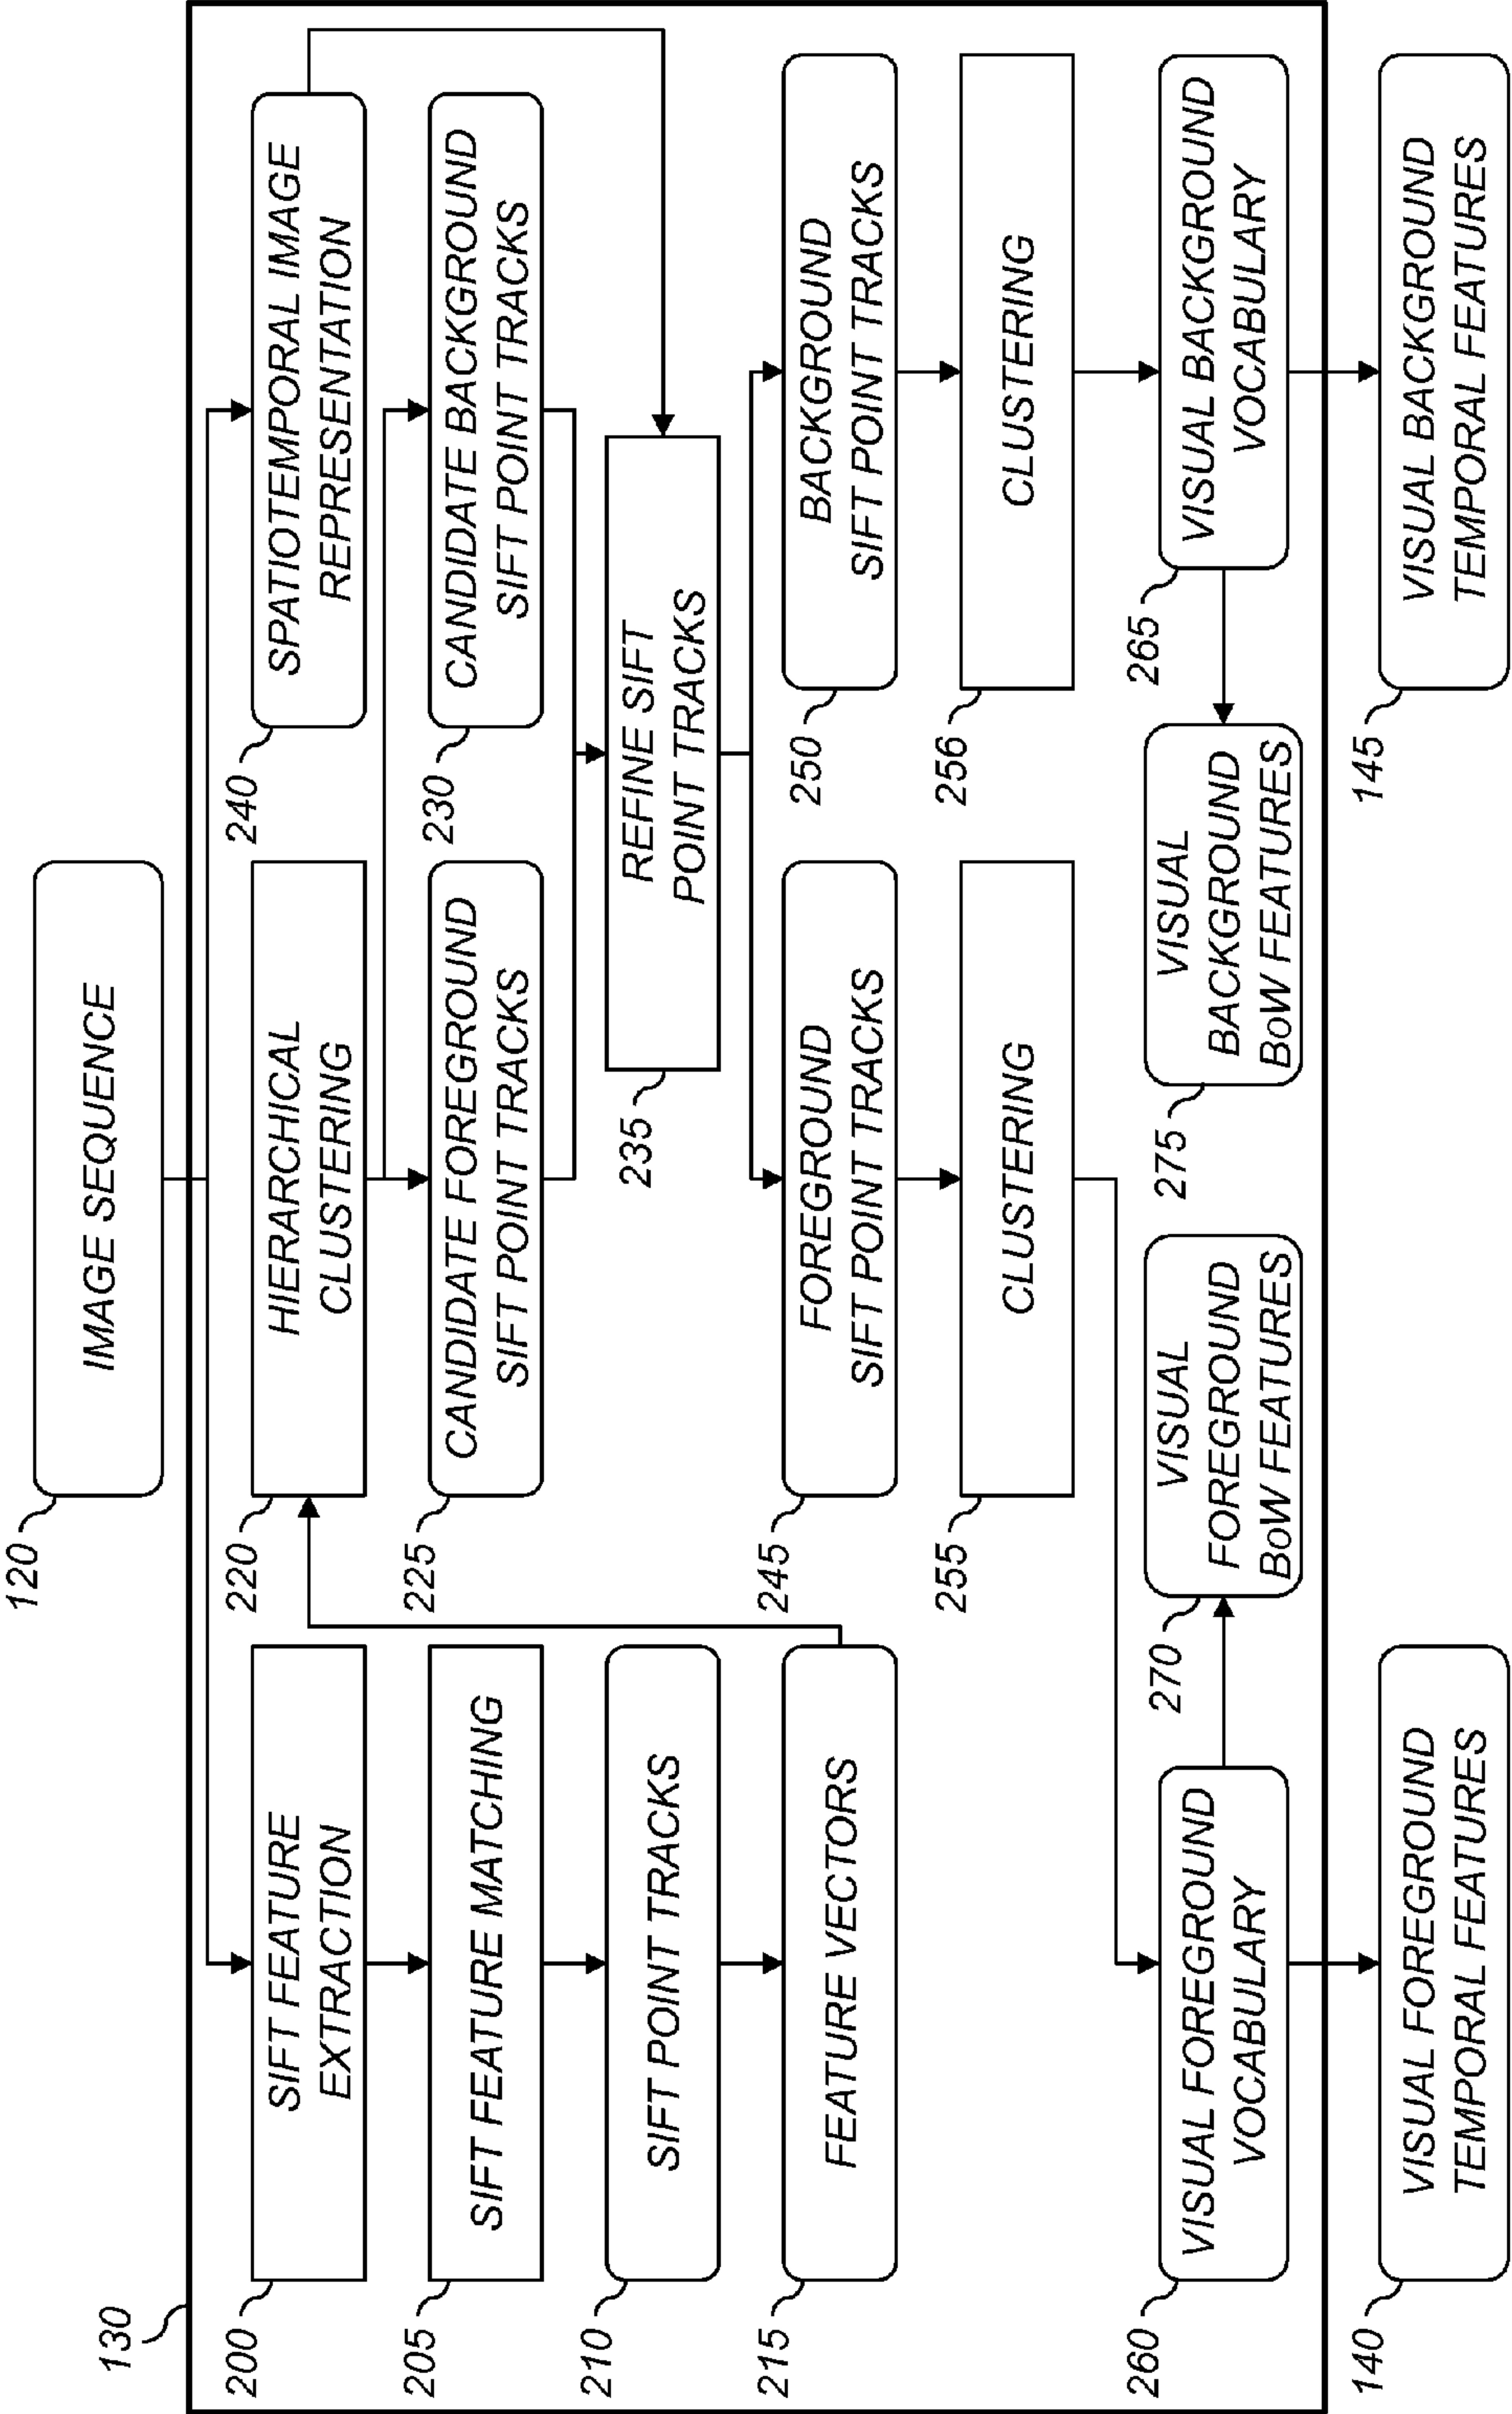 120
IMAGE SEQUENCE
130
200
SIFT FEATURE
EXTRACTION
220
HIERARCHICAL
CLUSTERING
240
SPATIOTEMPORAL IMAGE
REPRESENTATION
205
SIFT FEATURE MATCHING
225
CANDIDATE FOREGROUND
SIFT POINT TRACKS
230
CANDIDATE BACKGROUND
SIFT POINT TRACKS
210
SIFT POINT TRACKS
235
REFINE SIFT
POINT TRACKS
215
FEATURE VECTORS
245
FOREGROUND
SIFT POINT TRACKS
250
BACKGROUND
SIFT POINT TRACKS
255
CLUSTERING
256
CLUSTERING
260
VISUAL FOREGROUND
VOCABULARY
270
VISUAL
FOREGROUND
BoW FEATURES
275
VISUAL
BACKGROUND
BoW FEATURES
265
VISUAL BACKGROUND
VOCABULARY
140
VISUAL FOREGROUND
TEMPORAL FEATURES
145
VISUAL BACKGROUND
TEMPORAL FEATURES